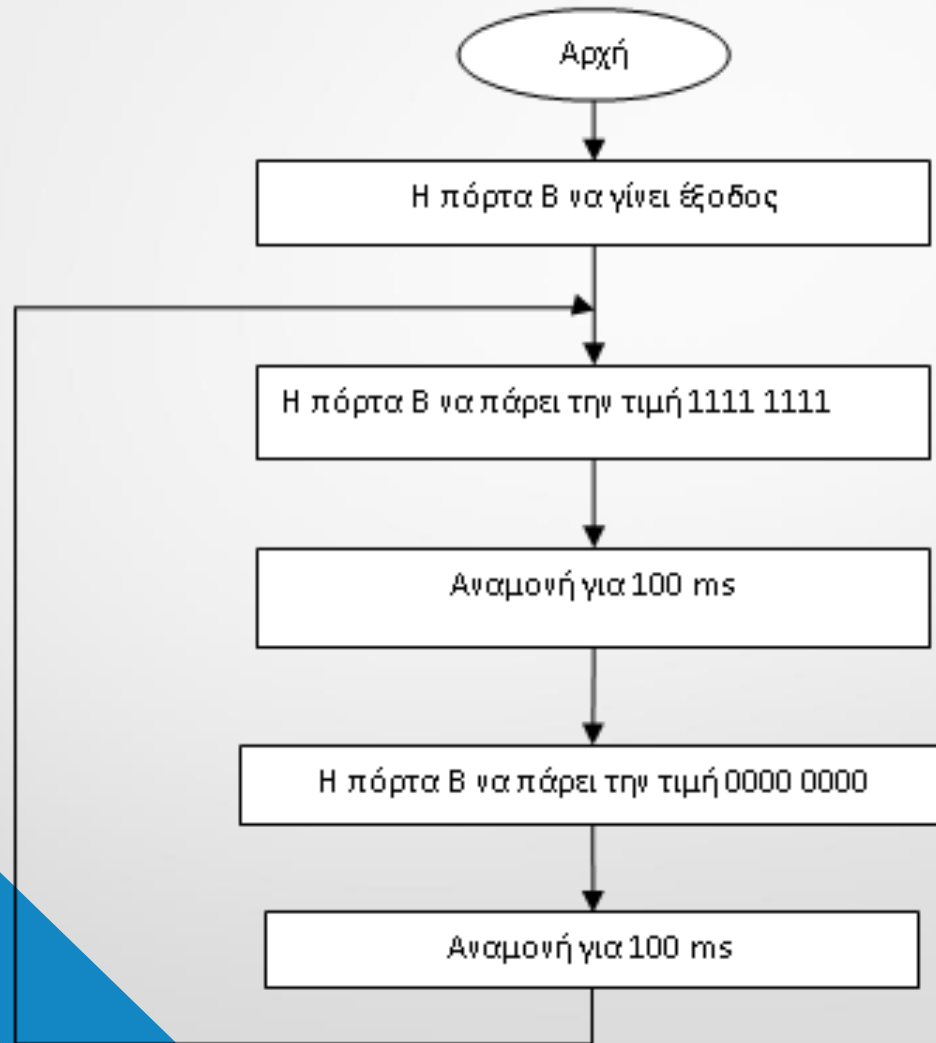 Αρχή
Η πόρτα Β να γίνει έξοδος
Η πόρτα Β να πάρει την τιμή 1111 1111
Αναμονή για 100 ms
Η πόρτα Β να πάρει την τιμή 0000 0000
Αναμονή για 100 ms